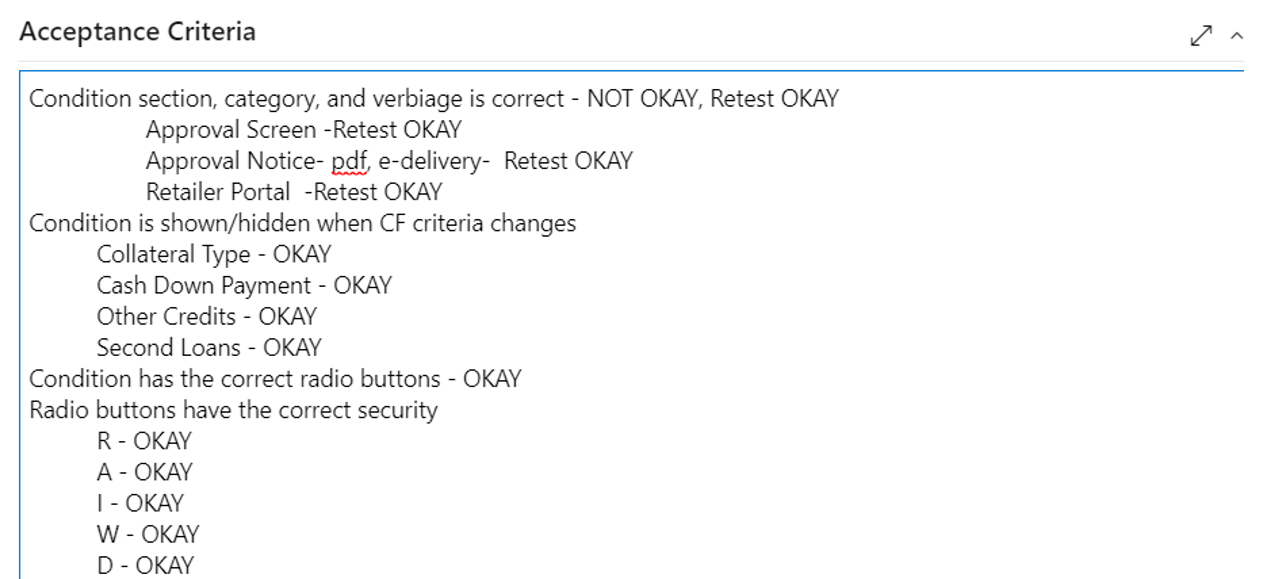 Acceptance Criteria
Condition section, category, and verbiage is correct - NOT OKAY, Retest OKAY
Approval Screen -Retest OKAY
Approval Notice- pdf, e-delivery-  Retest OKAY
Retailer Portal  -Retest OKAY
Condition is shown/hidden when CF criteria changes
Collateral Type - OKAY
Cash Down Payment - OKAY
Other Credits - OKAY
Second Loans - OKAY
Condition has the correct radio buttons - OKAY
Radio buttons have the correct security
R - OKAY
A - OKAY
I - OKAY
W - OKAY
D - OKAY